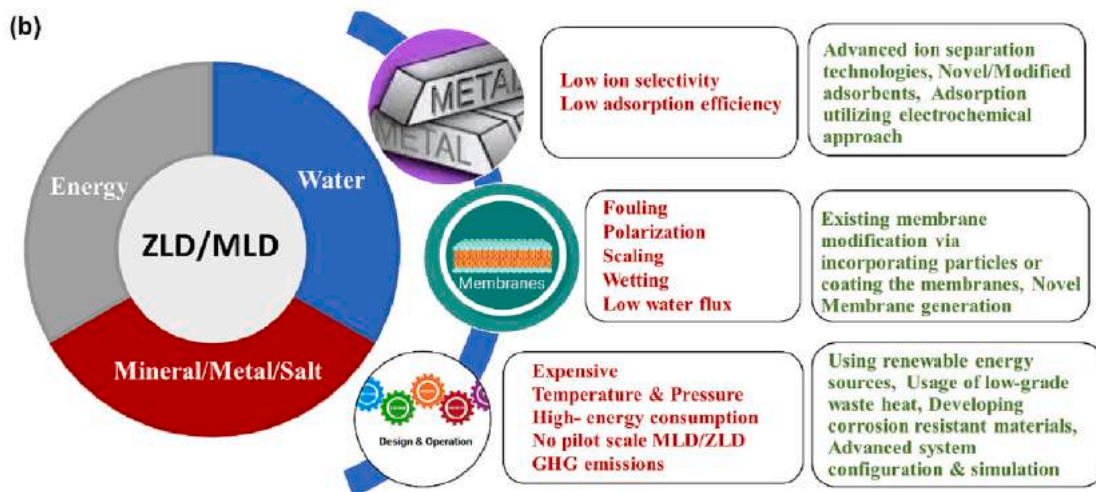 (b)
Energy
Water
ZLD/MLD
Mineral/Metal/Salt
METAL
METAL
Low ion selectivity
Low adsorption efficiency
Advanced ion separation
technologies, Novel/Modified
adsorbents, Adsorption
utilizing electrochemical
approach
Membranes
Fouling
Polarization
Scaling
Wetting
Low water flux
Existing membrane
modification via
incorporating particles or
coating the membranes, Novel
Membrane generation
Design & Operation
Expensive
Temperature & Pressure
High- energy consumption
No pilot scale MLD/ZLD
GHG emissions
Using renewable energy
sources, Usage of low-grade
waste heat, Developing
corrosion resistant materials,
Advanced system
configuration & simulation